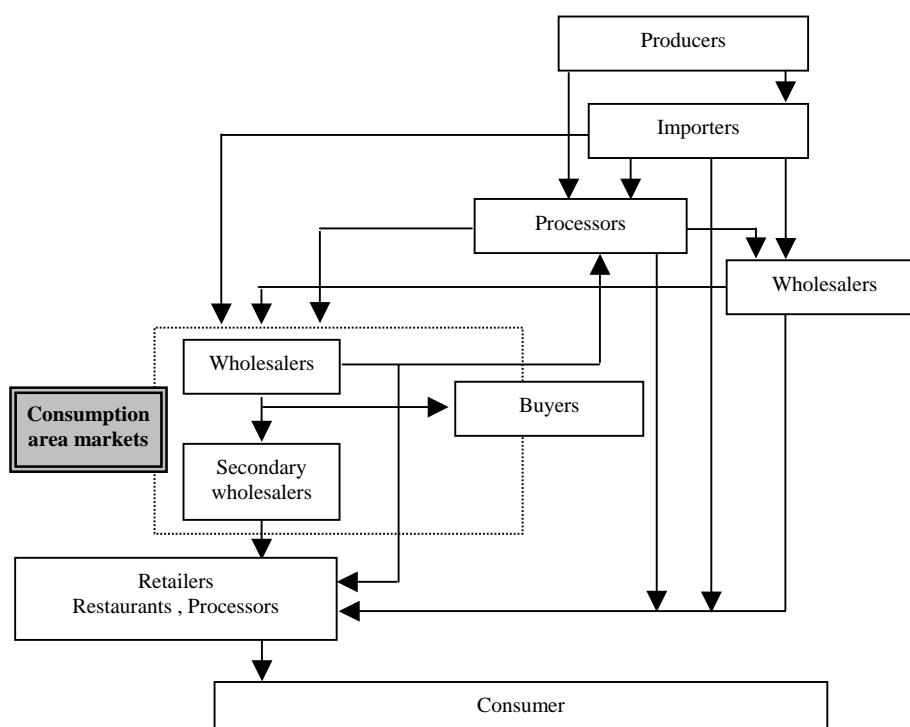 Producers
Importers
Processors
Wholesalers
Wholesalers
Buyers
Consumption
area markets
Secondary
wholesalers
Retailers
Restaurants , Processors
Consumer